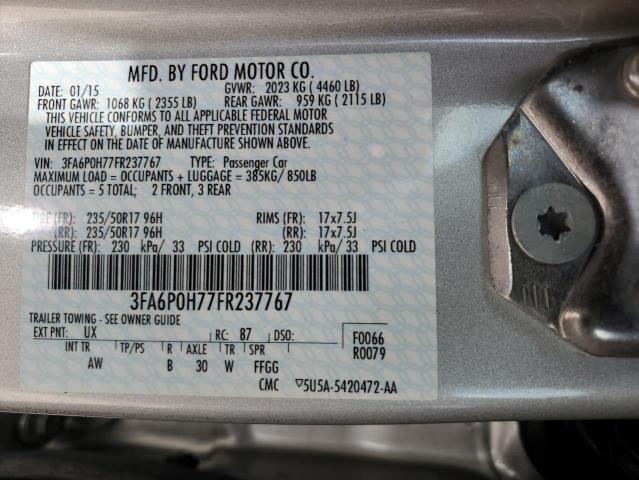 MFD. BY FORD MOTOR CO.
DATE: 01/15 GVWR: 2023 KG ( 4460 LB)
FRONT GAWR: 1068 KG ( 2355 LB) REAR GAWR: 959 KG ( 2115 LB)
THIS VEHICLE CONFORMS TO ALL APPLICABLE FEDERAL MOTOR
VEHICLE SAFETY, BUMPER, AND THEFT PREVENTION STANDARDS
IN EFFECT ON THE DATE OF MANUFACTURE SHOWN ABOVE.
VIN: 3FA6P0H77FR237767 TYPE: Passenger Car
MAXIMUM LOAD = OCCUPANTS + LUGGAGE = 385KG/ 850LB
OCCUPANTS = 5 TOTAL; 2 FRONT, 3 REAR
TIRE (FR): 235/50R17 96H RIMS (FR): 17x7.5J
(RR): 235/50R17 96H (RR): 17x7.5J
PRESSURE (FR): 230 kPa/ 33 PSI COLD (RR): 230 kPa/ 33 PSI COLD
3FA6P0H77FR237767
TRAILER TOWING - SEE OWNER GUIDE
EXT PNT: UX RC: 87 DSO: F0066
R0079
INT TR TP/PS R AXLE TR SPR
AW B 30 W FFGG
CMC ▽5U5A-5420472-AA